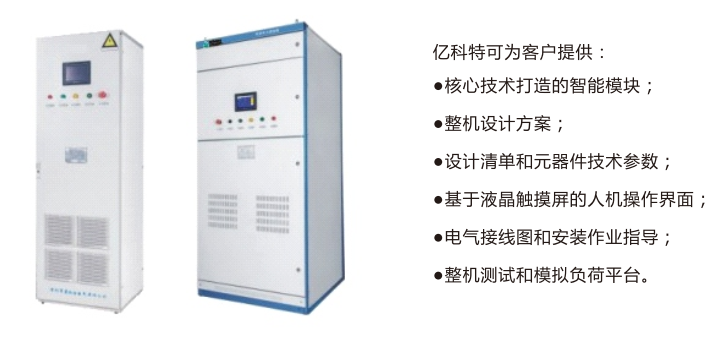 亿科特可为客户提供：
●核心技术打造的智能模块；
●整机设计方案；
●设计清单和元器件技术参数；
●基于液晶触摸屏的人机操作界面；
●电气接线图和安装作业指导；
●整机测试和模拟负荷平台。